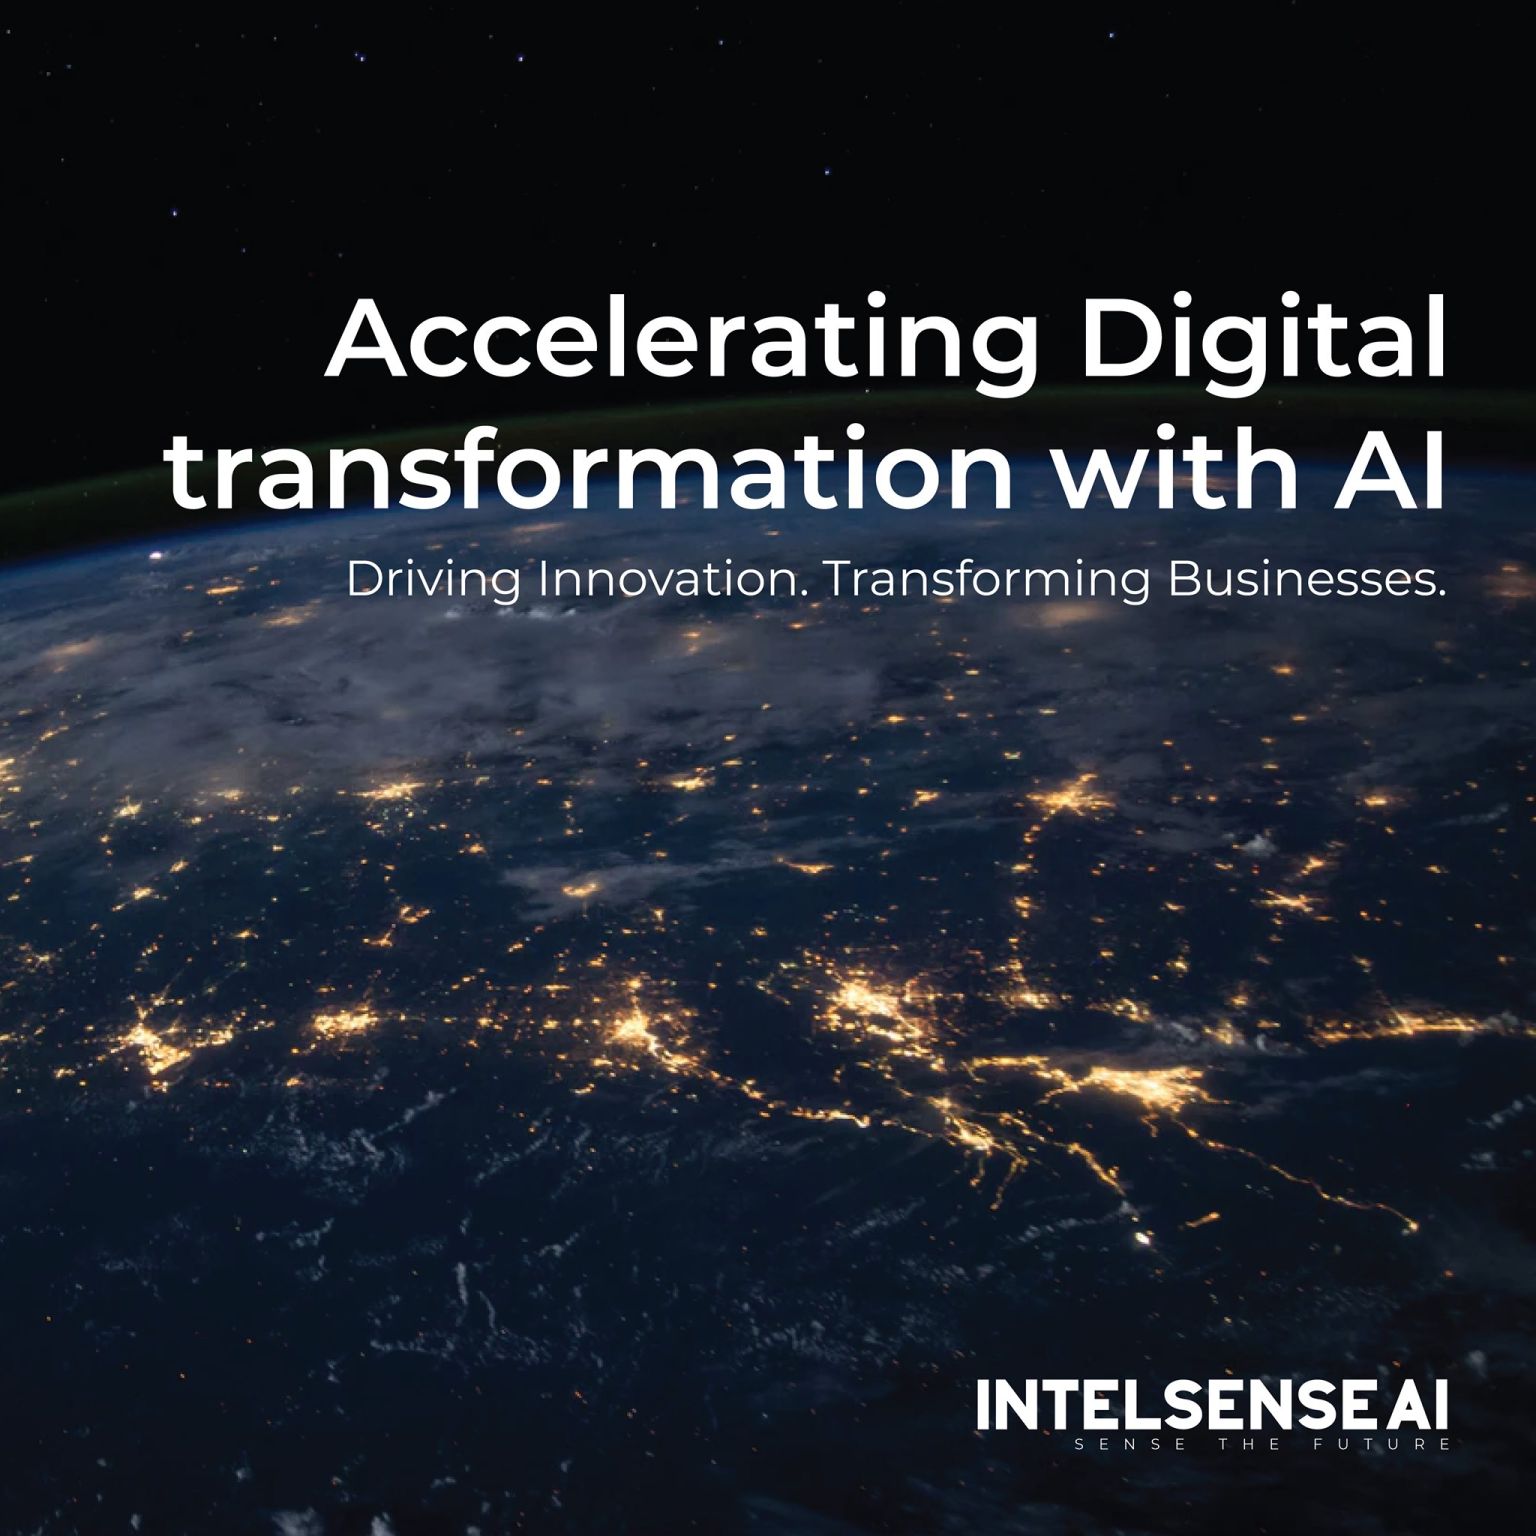 Accelerating Digital
transformation with AI
Driving Innovation. Transforming Businesses.
INTELSENSE AI
SENSE THE FUTURE